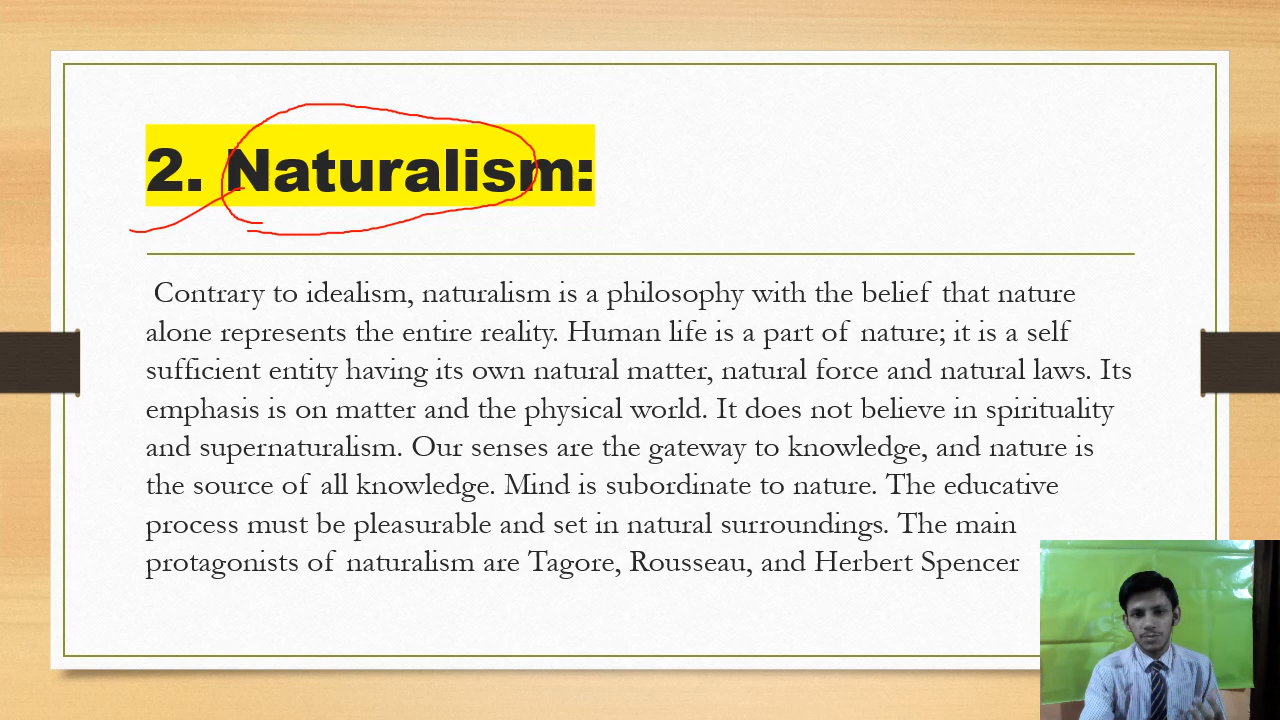 2. Naturalism:
Contrary to idealism, naturalism is a philosophy with the belief that nature
alone represents the entire reality. Human life is a part of nature; it is a self
sufficient entity having its own natural matter, natural force and natural laws. Its
emphasis is on matter and the physical world. It does not believe in spirituality
and supernaturalism. Our senses are the gateway to knowledge, and nature is
the source of all knowledge. Mind is subordinate to nature. The educative
process must be pleasurable and set in natural surroundings. The main
protagonists of naturalism are Tagore, Rousseau, and Herbert Spencer